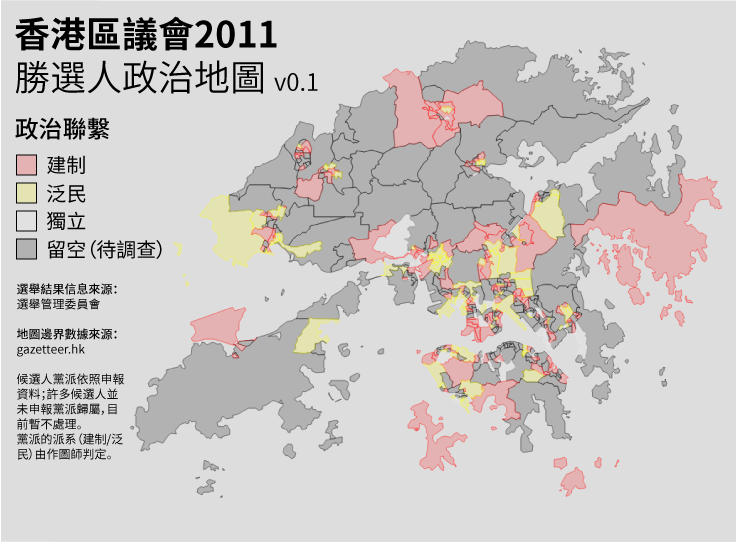 香港區議會2011
勝選人政治地圖 v0.1
政治聯繫
建制
泛民
獨立
留空(待調查)
選舉結果信息來源：
選舉管理委員會
地圖邊界數據來源：
gazetteer.hk
候選人黨派依照申報
資料；許多候選人並
未申報黨派歸屬，目
前暫不處理。
黨派的派系(建制/泛
民)由作圖師判定。